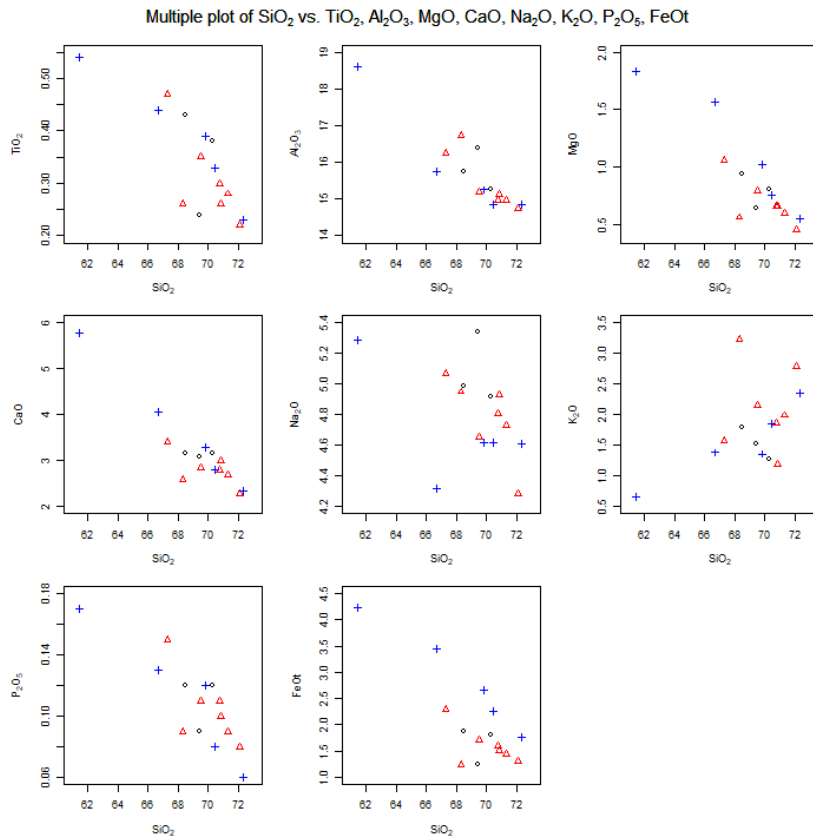 Multiple plot of SiO₂ vs. TiO₂, Al₂O₃, MgO, CaO, Na₂O, K₂O, P₂O₅, FeOt
TiO₂
0.50
0.40
0.30
0.20
62 64 66 68 70 72
SiO₂
Al₂O₃
19
18
17
16
15
14
62 64 66 68 70 72
SiO₂
MgO
2.0
1.5
1.0
0.5
62 64 66 68 70 72
SiO₂
CaO
6
5
4
3
2
62 64 66 68 70 72
SiO₂
Na₂O
5.4
5.2
5.0
4.8
4.6
4.4
4.2
62 64 66 68 70 72
SiO₂
K₂O
3.5
3.0
2.5
2.0
1.5
1.0
0.5
62 64 66 68 70 72
SiO₂
P₂O₅
0.18
0.14
0.10
0.06
62 64 66 68 70 72
SiO₂
FeOt
4.5
4.0
3.5
3.0
2.5
2.0
1.5
1.0
62 64 66 68 70 72
SiO₂